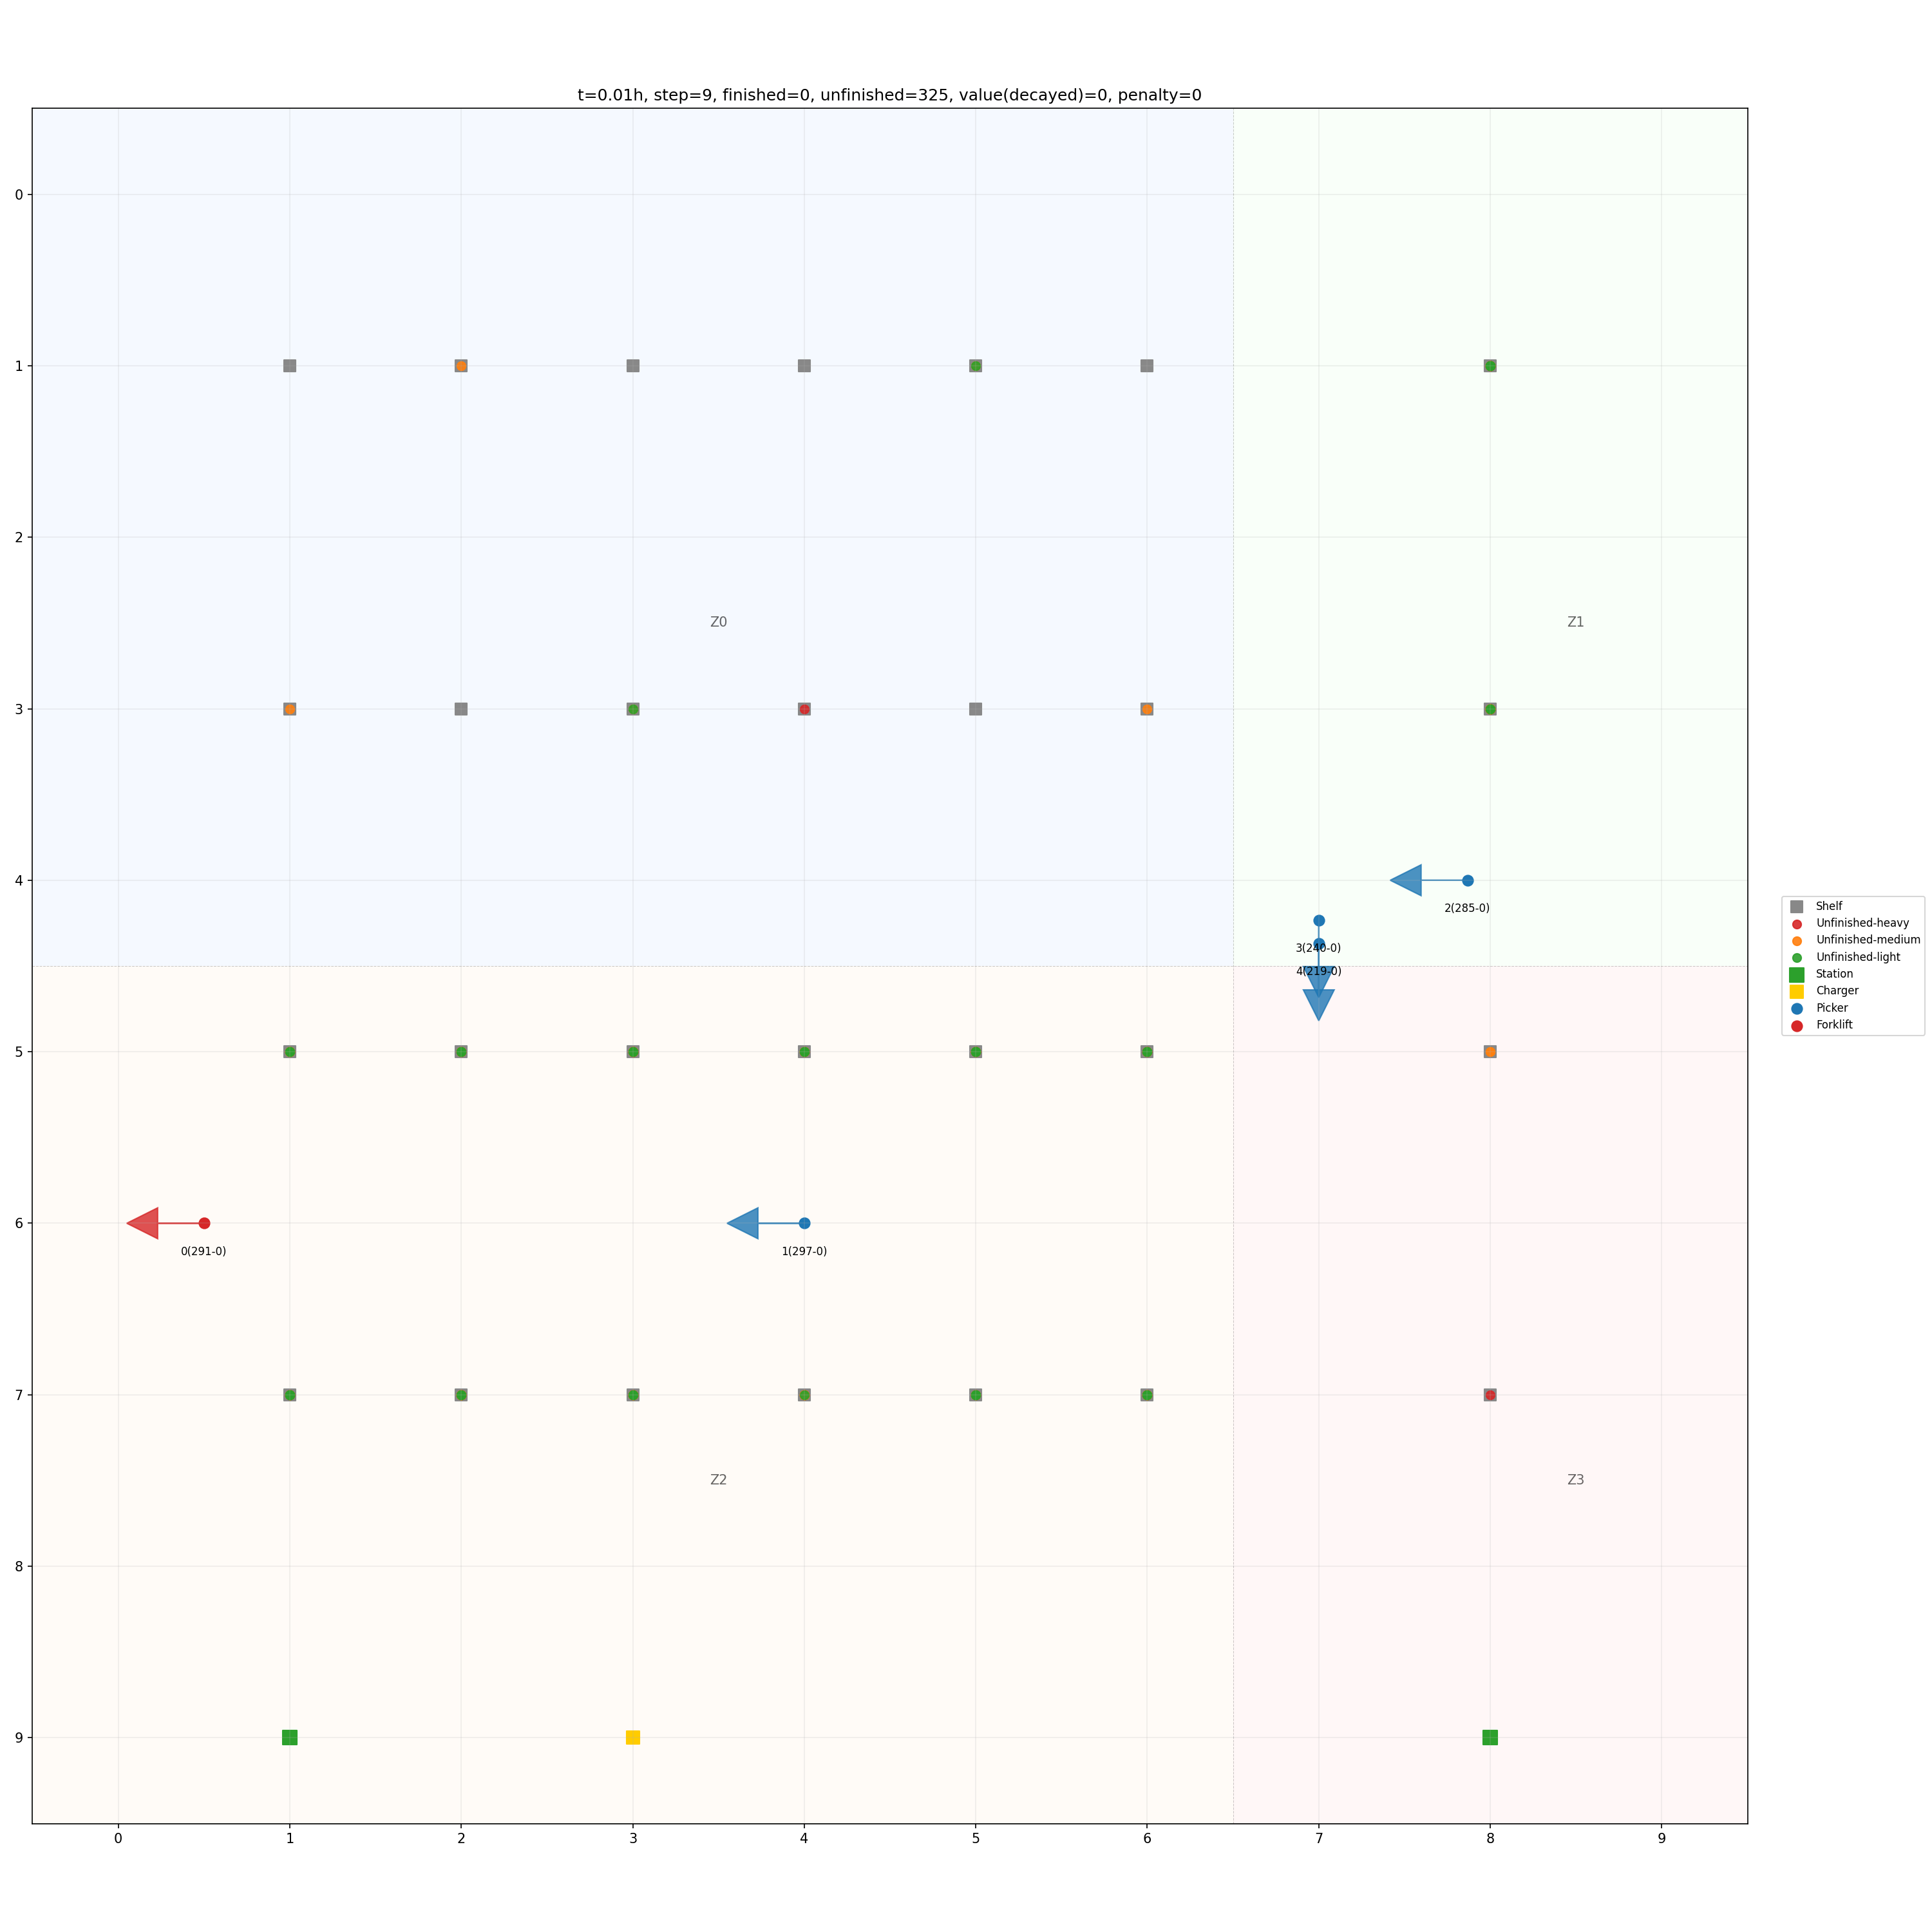 t=0.01h, step=9, finished=0, unfinished=325, value(decayed)=0, penalty=0
0
1
2
Z0
Z1
3
4
2(285-0)
3(240-0)
4(219-0)
Shelf
Unfinished-heavy
Unfinished-medium
Unfinished-light
Station
Charger
Picker
Forklift
5
6
0(291-0)
1(297-0)
7
Z2
Z3
8
9
0 1 2 3 4 5 6 7 8 9